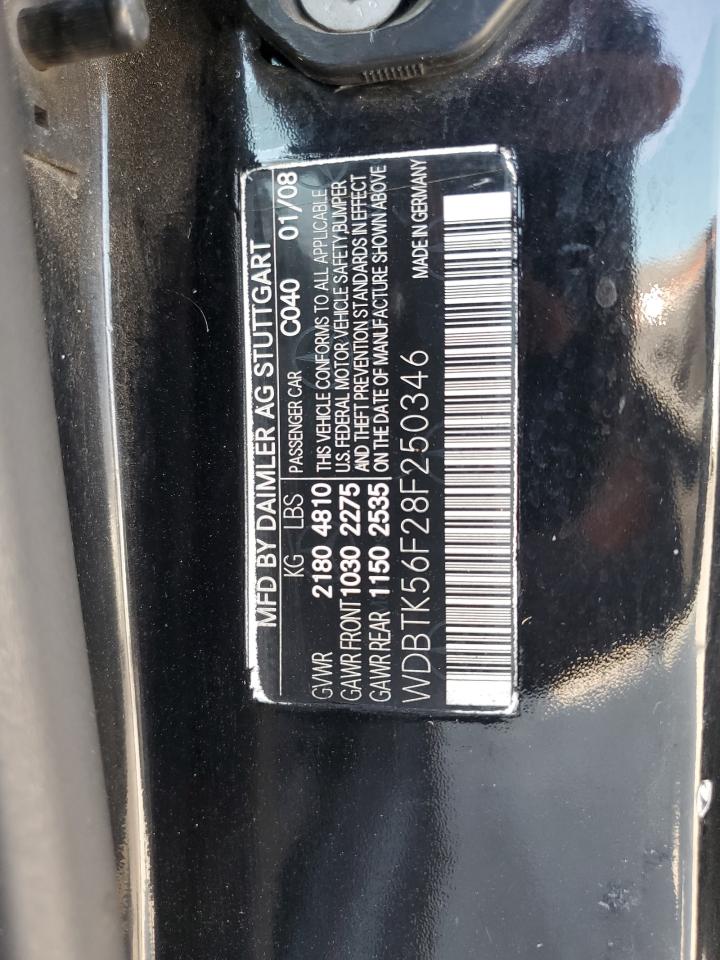 MFD BY DAIMLER AG STUTTGART
KG LBS PASSENGER CAR C040 01/08
GVWR 2180 4810 THIS VEHICLE CONFORMS TO ALL APPLICABLE
GAWR FRONT 1030 2275 U.S. FEDERAL MOTOR VEHICLE SAFETY, BUMPER
GAWR REAR 1150 2535 AND THEFT PREVENTION STANDARDS IN EFFECT
ON THE DATE OF MANUFACTURE SHOWN ABOVE
WDBTK56F28F250346 MADE IN GERMANY